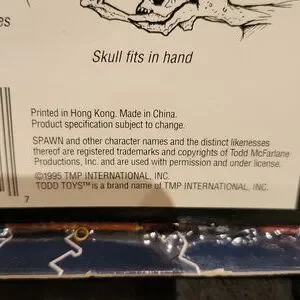 es
Skull fits in hand
Printed in Hong Kong. Made in China.
Product specification subject to change.
SPAWN and other character names and the distinct likenesses
thereof are registered trademarks and copyrights of Todd McFarlane
Productions, Inc. and are used with permission and under license.
©1995 TMP INTERNATIONAL, INC.
TODD TOYS™ is a brand name of TMP INTERNATIONAL, INC.
7